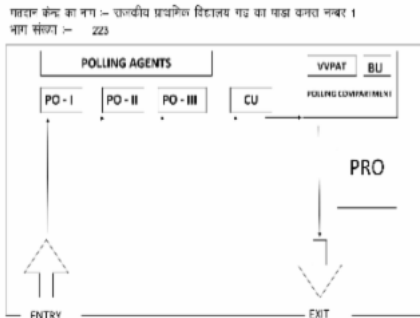 मतदान केन्द्र का नाम :– राजकीय प्राथमिक विद्यालय गढ का पाडा कमरा नम्बर 1
भाग संख्या :– 223
POLLING AGENTS
VVPAT BU
PO - I PO - II PO - III CU POLLING COMPARTMENT
PRO
ENTRY EXIT